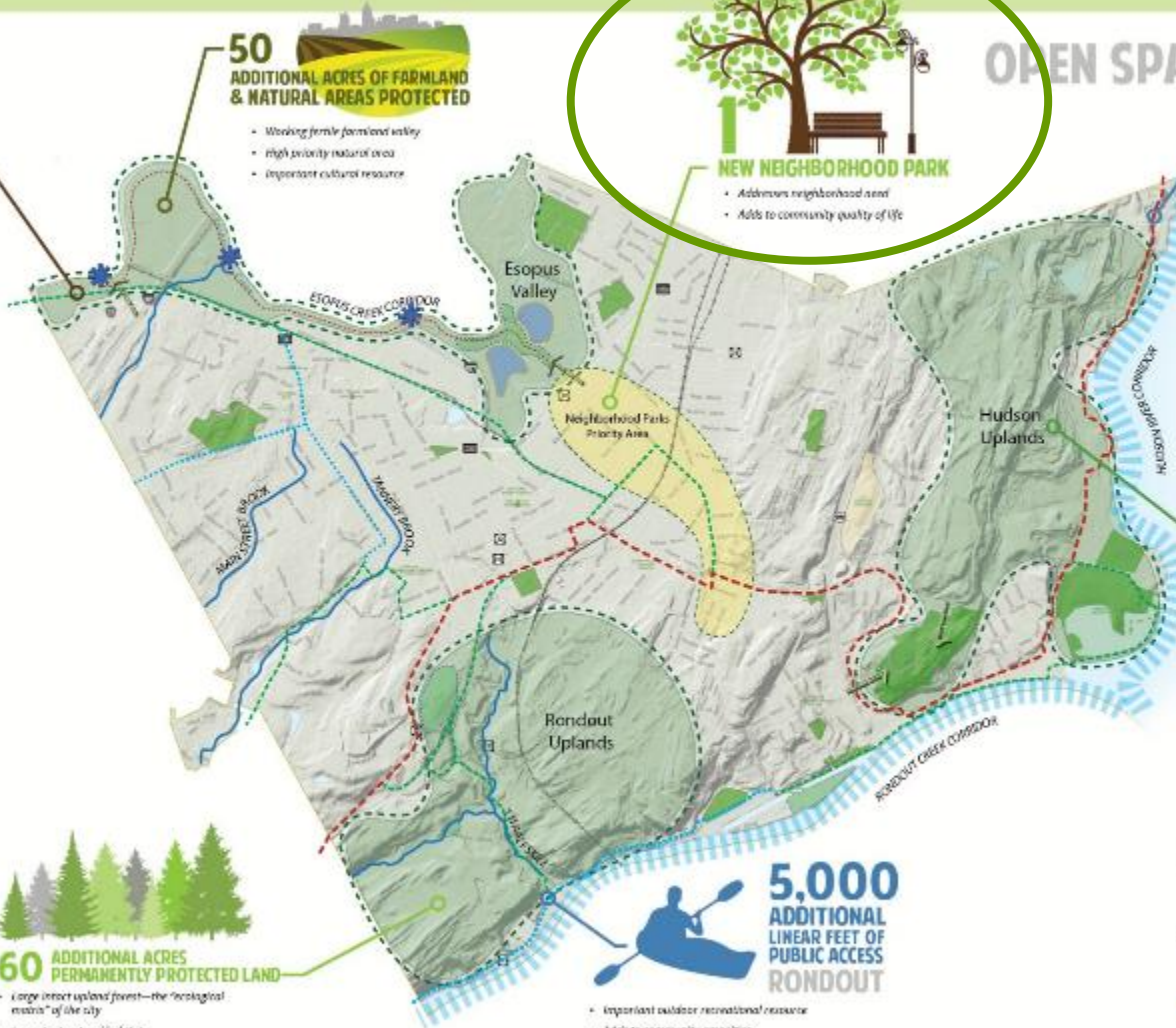 OPEN SPA
50
ADDITIONAL ACRES OF FARMLAND
& NATURAL AREAS PROTECTED
• Working fertile farmland valley
• High priority natural area
• Important cultural resource
1
NEW NEIGHBORHOOD PARK
• Addresses neighborhood need
• Adds to community quality of life
Esopus
Valley
ESOPUS CREEK CORRIDOR
Neighborhood Parks
Priority Area
Hudson
Uplands
HUDSON RIVER CORRIDOR
MAIN STREET BROOK
TANNERY BROOK
Rondout
Uplands
RONDOUT CREEK CORRIDOR
60 ADDITIONAL ACRES
PERMANENTLY PROTECTED LAND
• Large intact upland forest—the "ecological
matrix" of the city
5,000
ADDITIONAL
LINEAR FEET OF
PUBLIC ACCESS
RONDOUT
• Important outdoor recreational resource